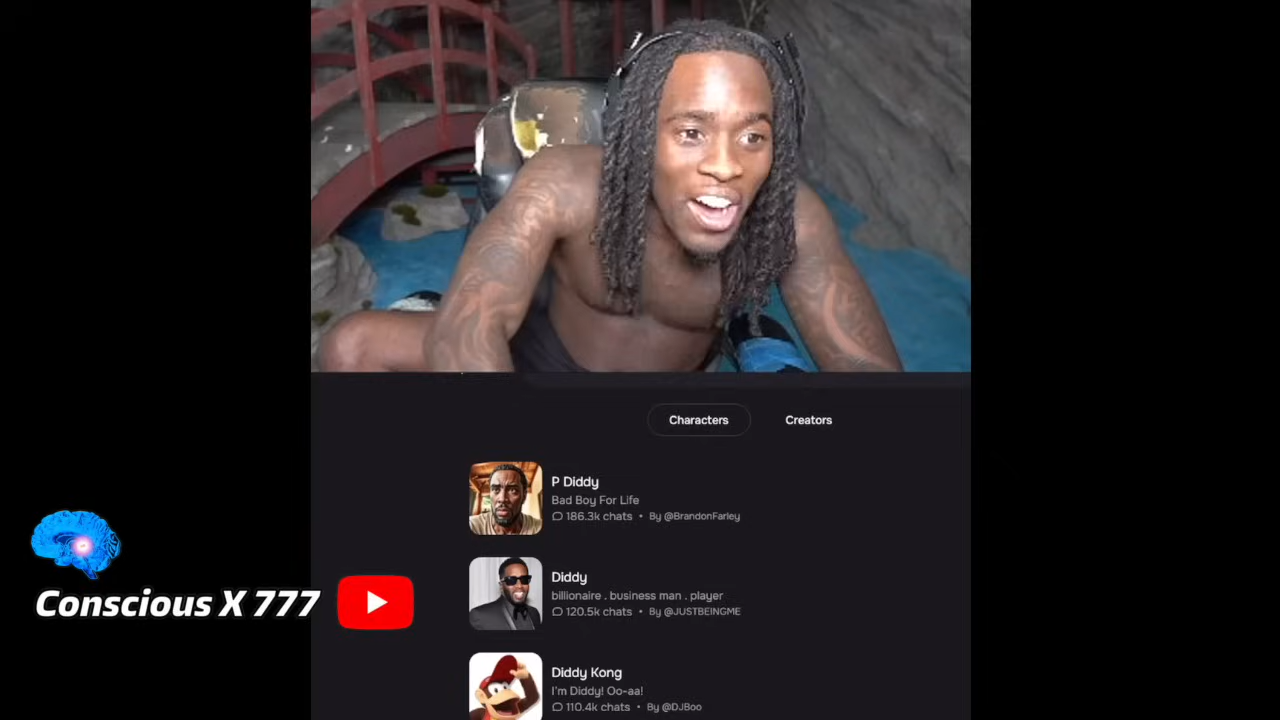 Characters
Creators
P Diddy
Bad Boy For Life
186.3k chats • By @BrandonFarley
Diddy
billionaire . business man . player
120.5k chats • By @JUSTBEINGME
Conscious X 777
Diddy Kong
I'm Diddy! Oo-aa!
110.4k chats • By @DJBoo